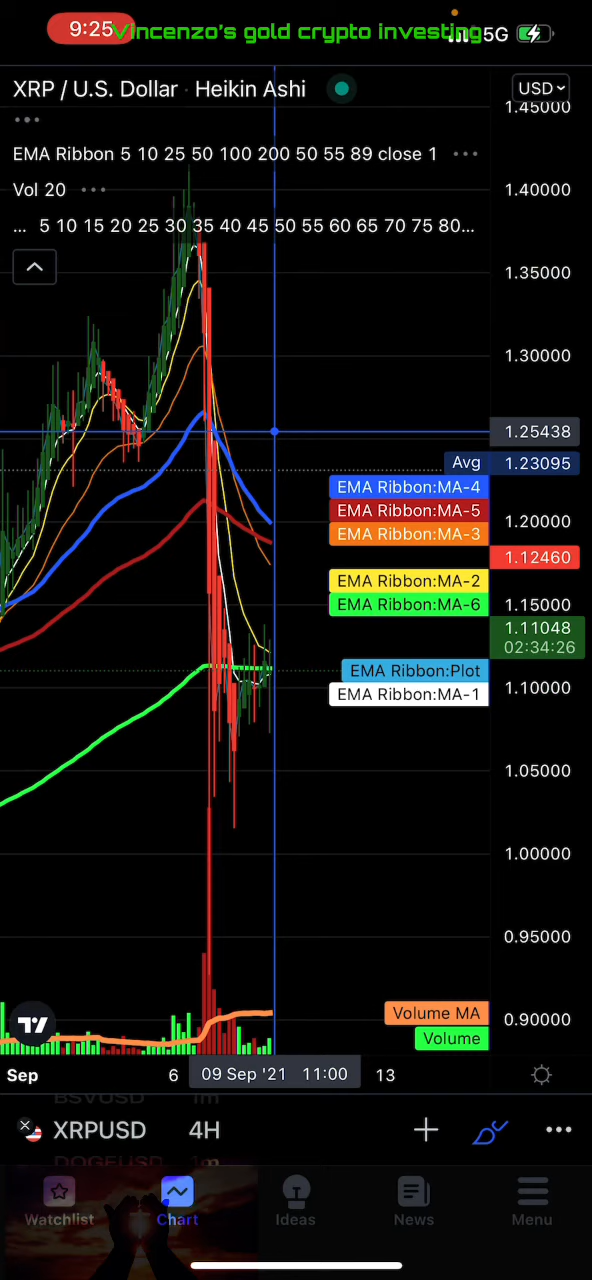 9:25
Vincenzo's gold crypto investing
5G
XRP / U.S. Dollar · Heikin Ashi
USD
1.45000
EMA Ribbon 5 10 25 50 100 200 50 55 89 close 1
Vol 20
1.40000
... 5 10 15 20 25 30 35 40 45 50 55 60 65 70 75 80...
1.35000
1.30000
1.25438
Avg 1.23095
EMA Ribbon:MA-4
EMA Ribbon:MA-5
1.20000
EMA Ribbon:MA-3
1.12460
EMA Ribbon:MA-2
EMA Ribbon:MA-6
1.15000
1.11048
02:34:26
EMA Ribbon:Plot
1.10000
EMA Ribbon:MA-1
1.05000
1.00000
0.95000
Volume MA
0.90000
Volume
Sep 6 09 Sep '21 11:00 13
BSVUSD 1m
XRPUSD 4H
DOGEUSD 1m
Watchlist Chart Ideas News Menu